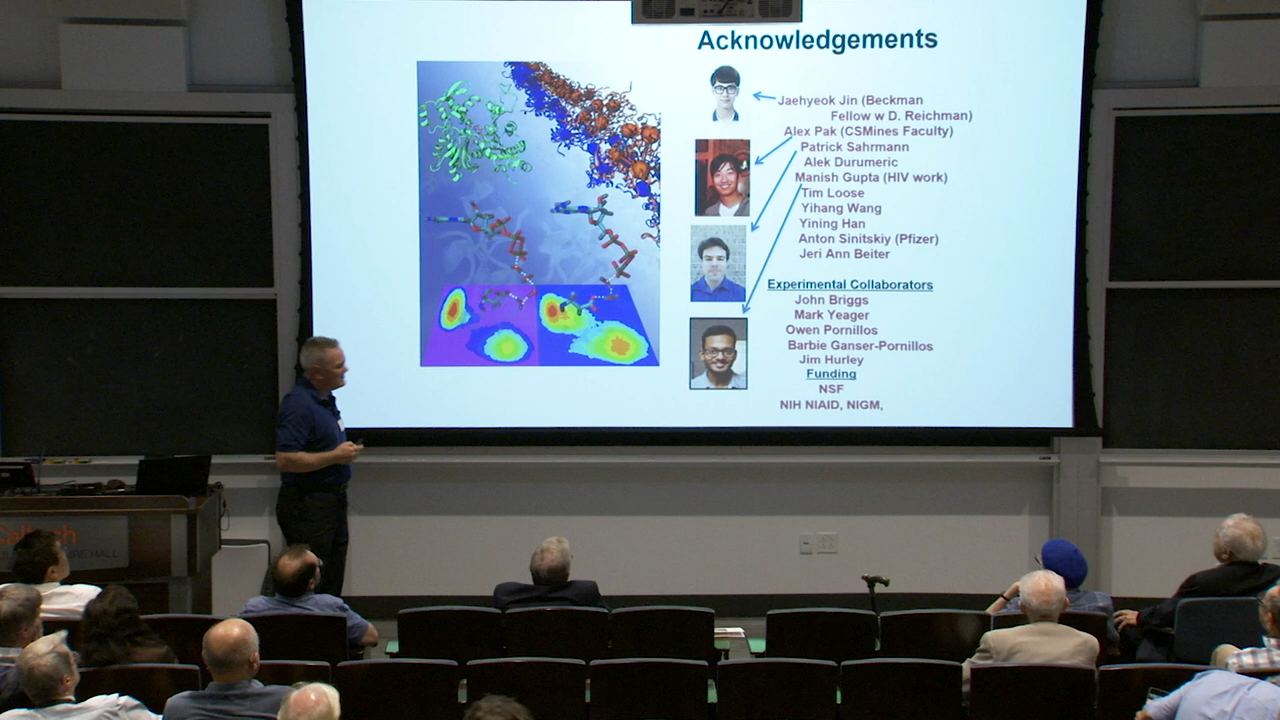 Acknowledgements
Jaehyeok Jin (Beckman
Fellow w D. Reichman)
Alex Pak (CSMines Faculty)
Patrick Sahrmann
Alek Durumeric
Manish Gupta (HIV work)
Tim Loose
Yihang Wang
Yining Han
Anton Sinitskiy (Pfizer)
Jeri Ann Beiter
Experimental Collaborators
John Briggs
Mark Yeager
Owen Pornillos
Barbie Ganser-Pornillos
Jim Hurley
Funding
NSF
NIH NIAID, NIGM,
Caltech
HALL